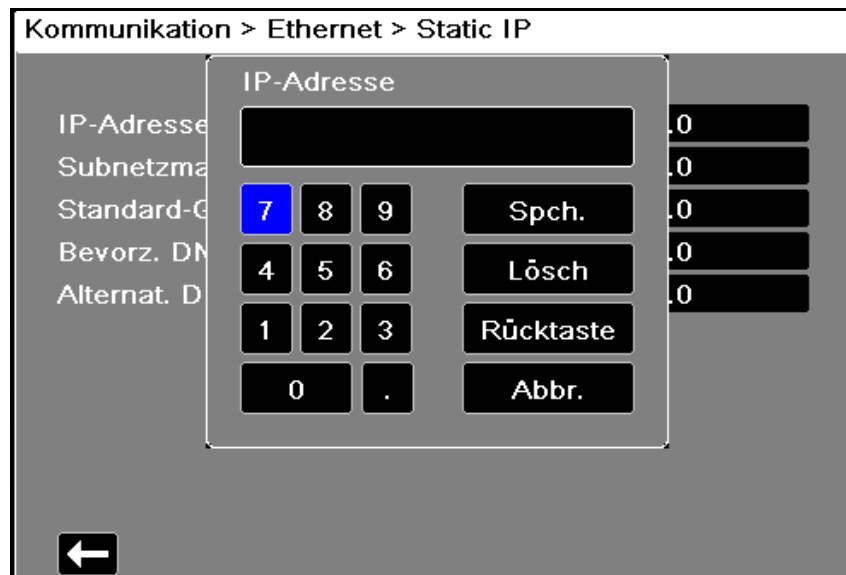 Kommunikation > Ethernet > Static IP
IP-Adresse
IP-Adresse .0
Subnetzma .0
Standard-G .0
Bevorz. DN .0
Alternat. D .0
7 8 9 Spch.
4 5 6 Lösch
1 2 3 Rücktaste
0 . Abbr.